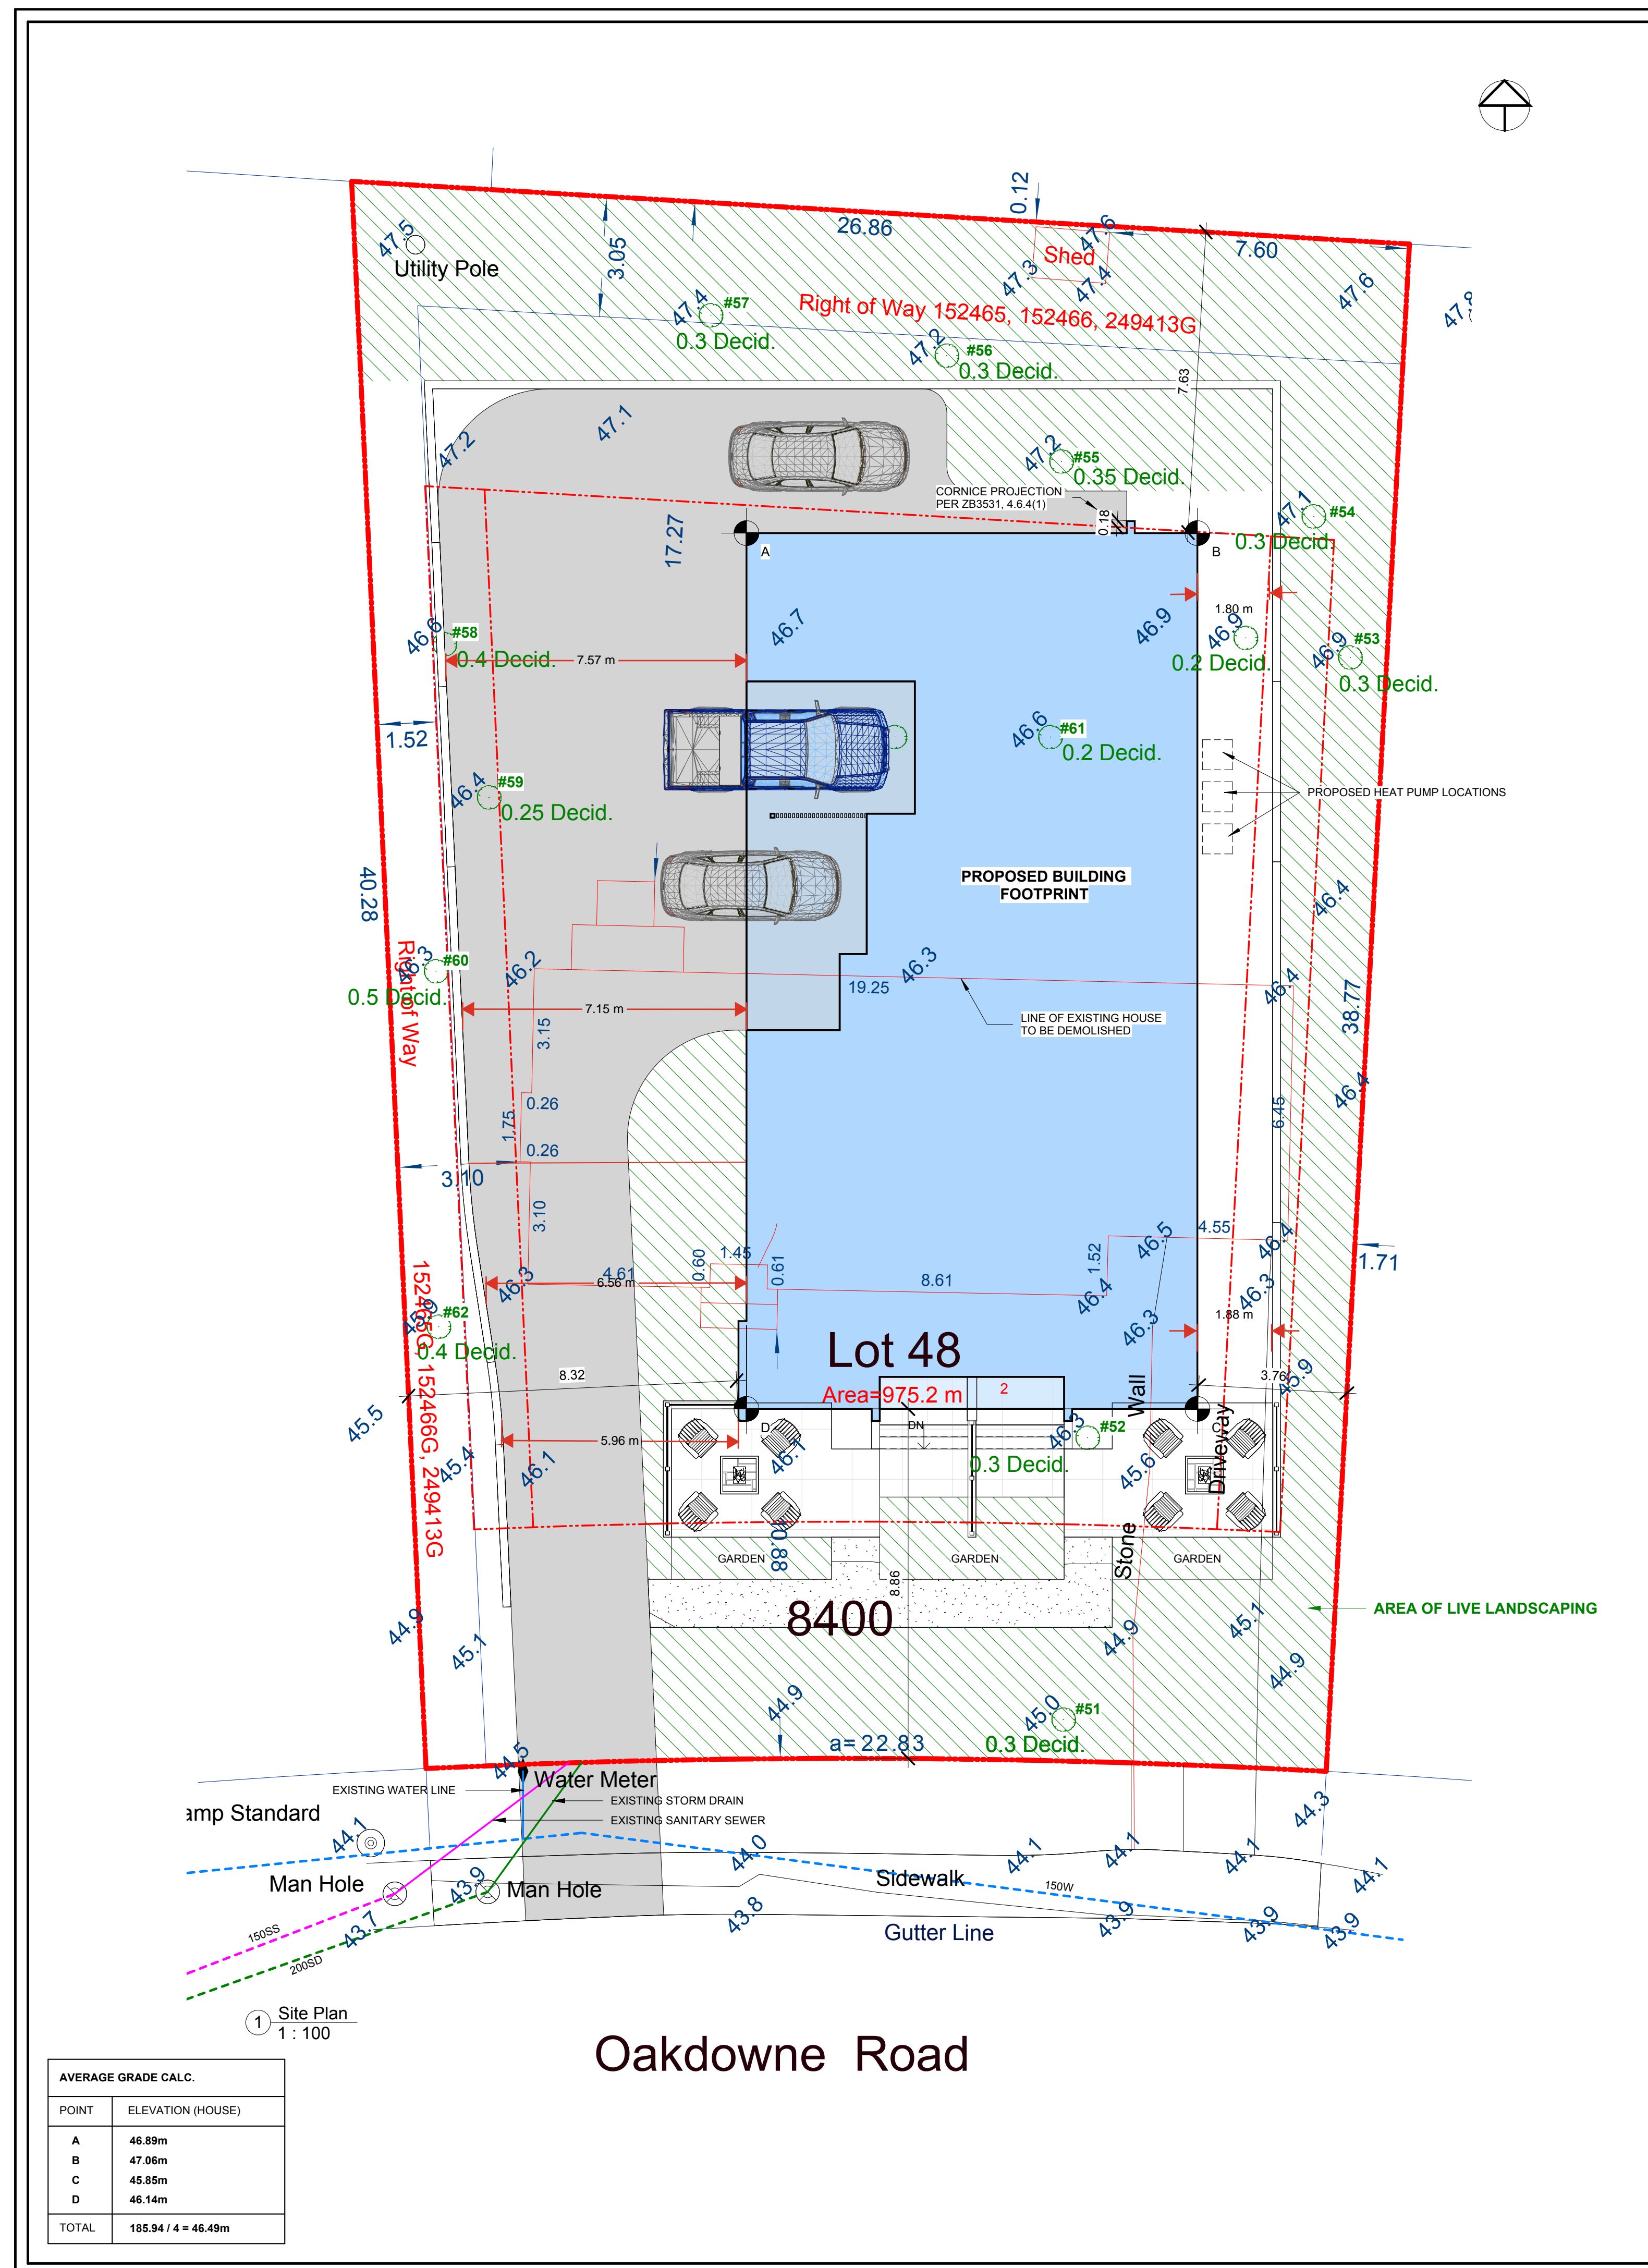 0.12
26.86
47.6
7.60
47.5
Utility Pole
3.05
Shed
47.3
47.4
47.6
47.4
#57
0.3 Decid.
Right of Way 152465, 152466, 249413G
47.2
#56
0.3 Decid.
7.63
47.1
47.2
47.2
#55
0.35 Decid.
CORNICE PROJECTION
PER ZB3531, 4.6.4(1)
0.18
47.1
#54
0.3 Decid.
17.27
A
B
46.7
46.9
1.80 m
46.9
0.2 Decid.
46.9
#53
0.3 Decid.
46.6
#58
0.4 Decid.
7.57 m
1.52
46.6
#61
0.2 Decid.
46.4
#59
0.25 Decid.
PROPOSED HEAT PUMP LOCATIONS
PROPOSED BUILDING
FOOTPRINT
40.28
46.4
Right of Way
46.3
#60
0.5 Decid.
46.2
46.3
19.25
46.4
38.77
7.15 m
LINE OF EXISTING HOUSE
TO BE DEMOLISHED
3.15
0.26
1.75
0.26
46.4
6.45
3.10
3.10
152465G, 152466G, 249413G
46.3
4.61
6.56 m
0.60
1.45
0.61
8.61
1.52
46.5
4.55
46.4
1.71
46.4
46.3
46.3
1.88 m
45.9
#62
0.4 Decid.
Lot 48
Area=975.2 m
2
8.32
3.76
45.9
Stone Wall
Driveway
45.5
45.4
46.1
5.96 m
D
46.1
DN
46.3
#52
0.3 Decid.
C
45.6
10.88
GARDEN
GARDEN
GARDEN
8.86
8400
AREA OF LIVE LANDSCAPING
44.9
45.1
44.9
45.1
44.9
44.9
45.0
#51
0.3 Decid.
a= 22.83
44.5
Water Meter
EXISTING WATER LINE
EXISTING STORM DRAIN
EXISTING SANITARY SEWER
amp Standard
44.1
44.0
44.1
44.1
44.1
44.3
44.1
Man Hole
43.9
Man Hole
Sidewalk
150W
43.7
43.8
Gutter Line
43.9
43.9
43.9
150SS
200SD
1
Site Plan
1 : 100
Oakdowne Road
AVERAGE GRADE CALC.
POINT ELEVATION (HOUSE)
A 46.89m
B 47.06m
C 45.85m
D 46.14m
TOTAL 185.94 / 4 = 46.49m